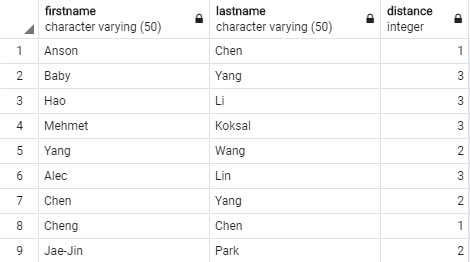 firstname lastname distance
character varying (50) character varying (50) integer
1 Anson Chen 1
2 Baby Yang 3
3 Hao Li 3
4 Mehmet Koksal 3
5 Yang Wang 2
6 Alec Lin 3
7 Chen Yang 2
8 Cheng Chen 1
9 Jae-Jin Park 2